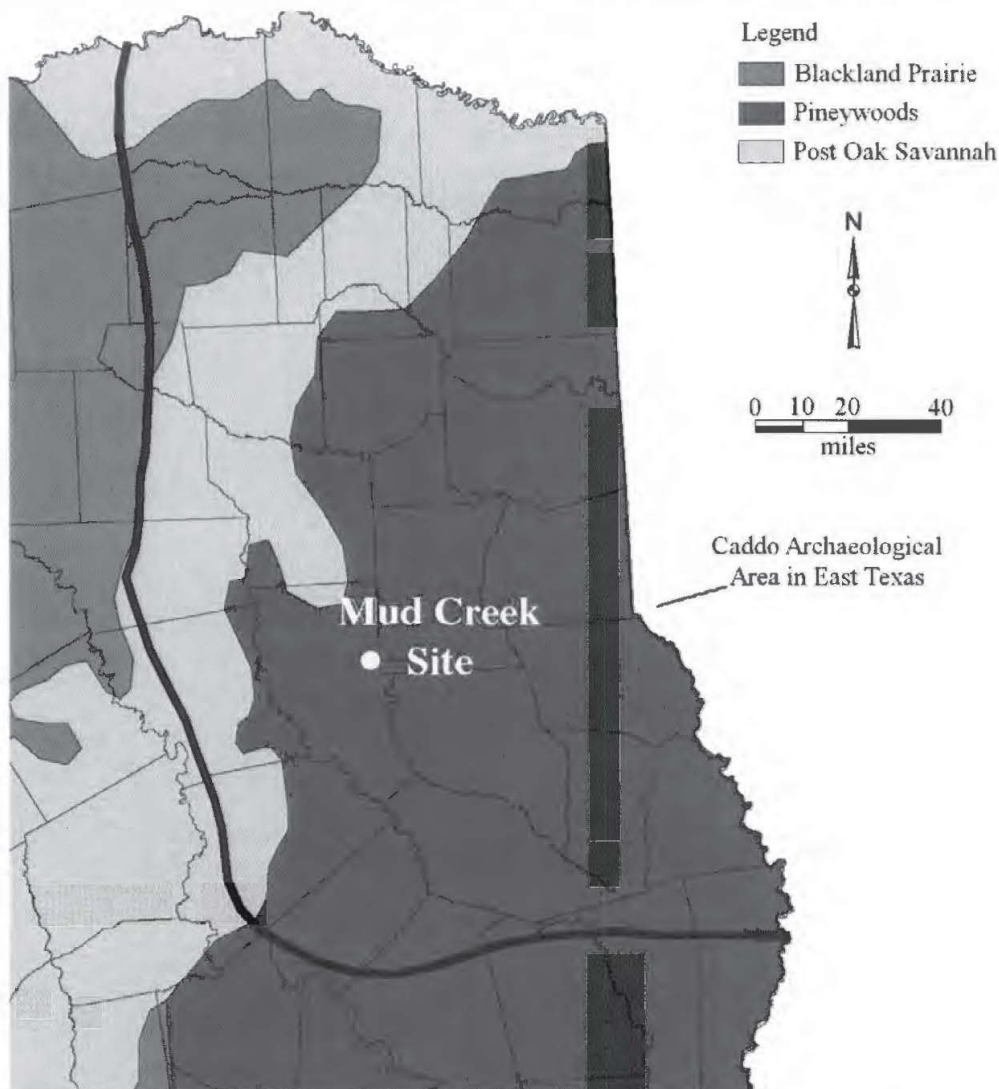 Legend
Blackland Prairie
Pineywoods
Post Oak Savannah
N
0 10 20 40
miles
Caddo Archaeological
Area in East Texas
Mud Creek
Site